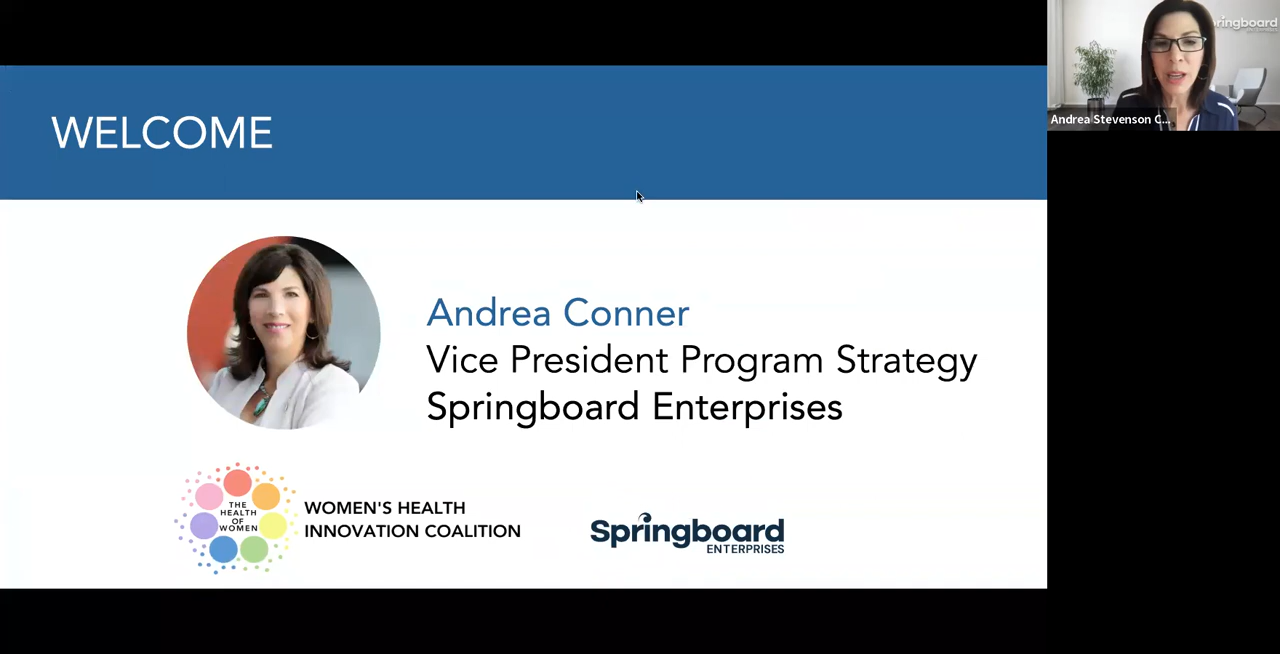 WELCOME
Andrea Conner
Vice President Program Strategy
Springboard Enterprises
THE
HEALTH
OF
WOMEN
WOMEN'S HEALTH
INNOVATION COALITION
Springboard
ENTERPRISES
ringboard
Andrea Stevenson C...